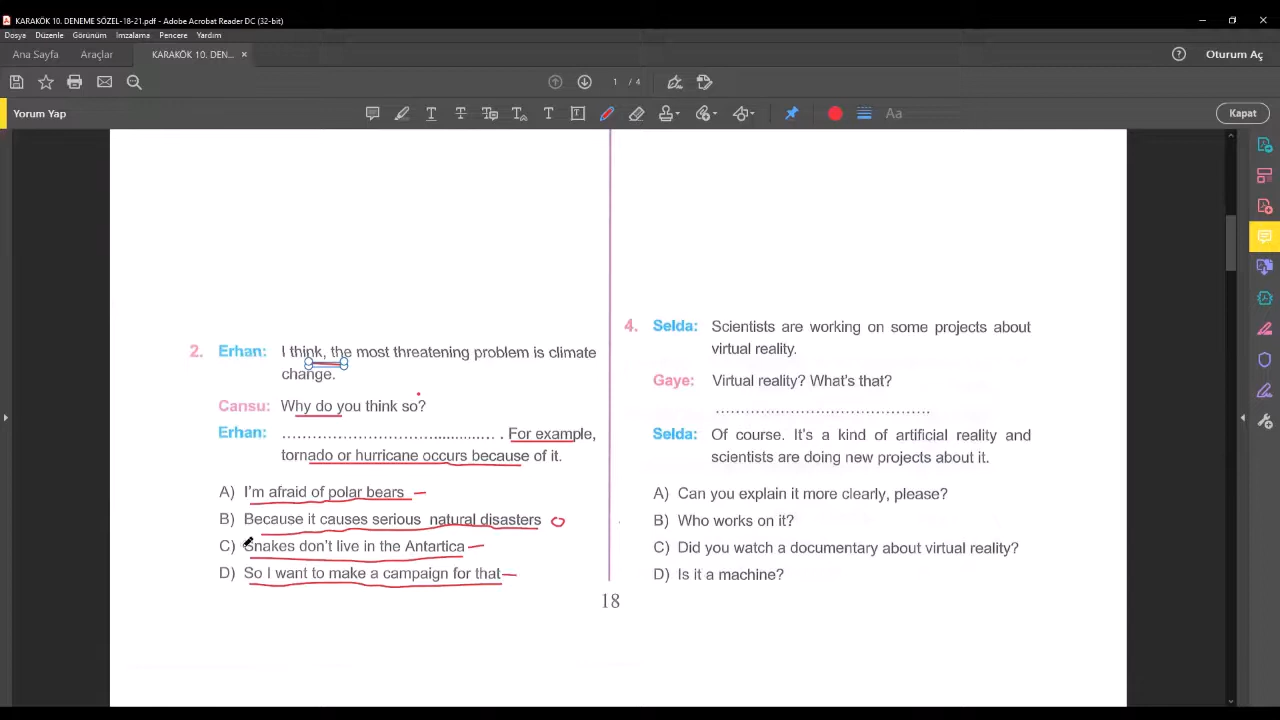 KARAKÖK 10. DENEME SÖZEL-18-21.pdf - Adobe Acrobat Reader DC (32-bit)
Dosya Düzenle Görünüm İmzalama Pencere Yardım
Ana Sayfa Araçlar KARAKÖK 10. DEN... × Oturum Aç
1 / 4
Yorum Yap Aa Kapat
2. Erhan: I think, the most threatening problem is climate
change.
Cansu: Why do you think so?
Erhan: ……………………….............… . For example,
tornado or hurricane occurs because of it.
A) I'm afraid of polar bears
B) Because it causes serious natural disasters
C) Snakes don't live in the Antartica
D) So I want to make a campaign for that
4. Selda: Scientists are working on some projects about
virtual reality.
Gaye: Virtual reality? What's that?
……………………………………
Selda: Of course. It's a kind of artificial reality and
scientists are doing new projects about it.
A) Can you explain it more clearly, please?
B) Who works on it?
C) Did you watch a documentary about virtual reality?
D) Is it a machine?
18